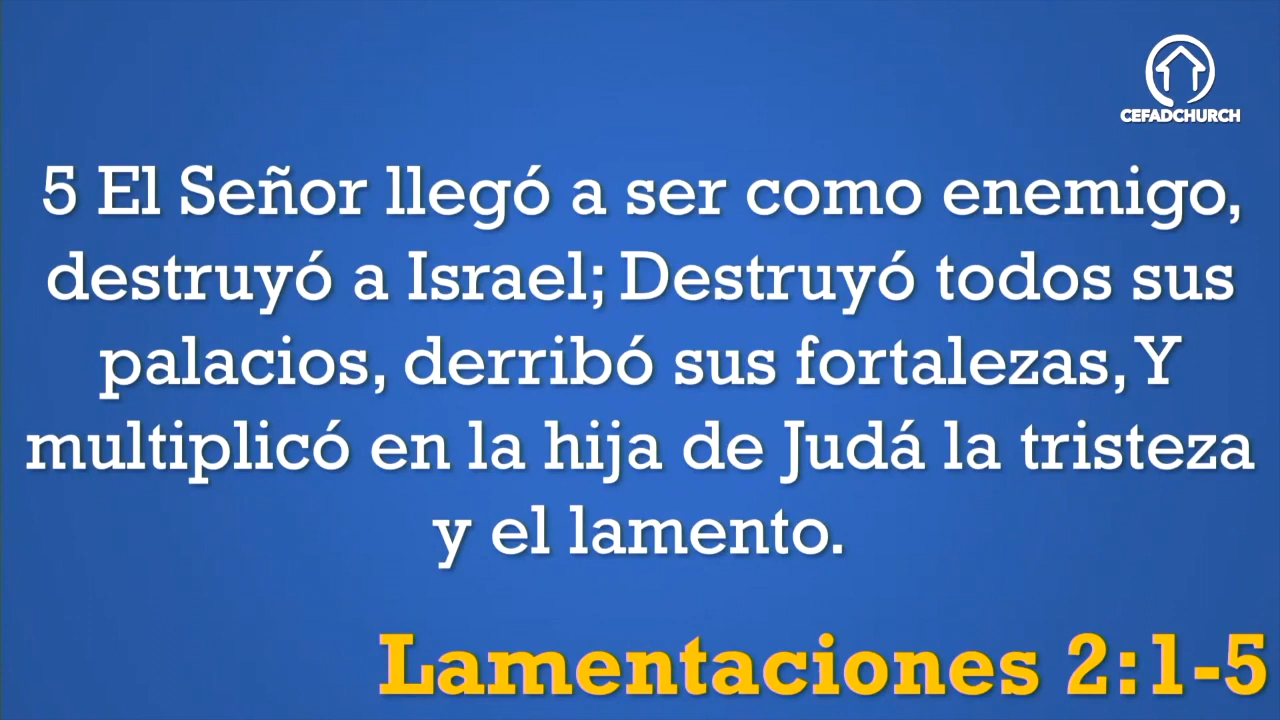 CEFADCHURCH
5 El Señor llegó a ser como enemigo,
destruyó a Israel; Destruyó todos sus
palacios, derribó sus fortalezas, Y
multiplicó en la hija de Judá la tristeza
y el lamento.
Lamentaciones 2:1-5